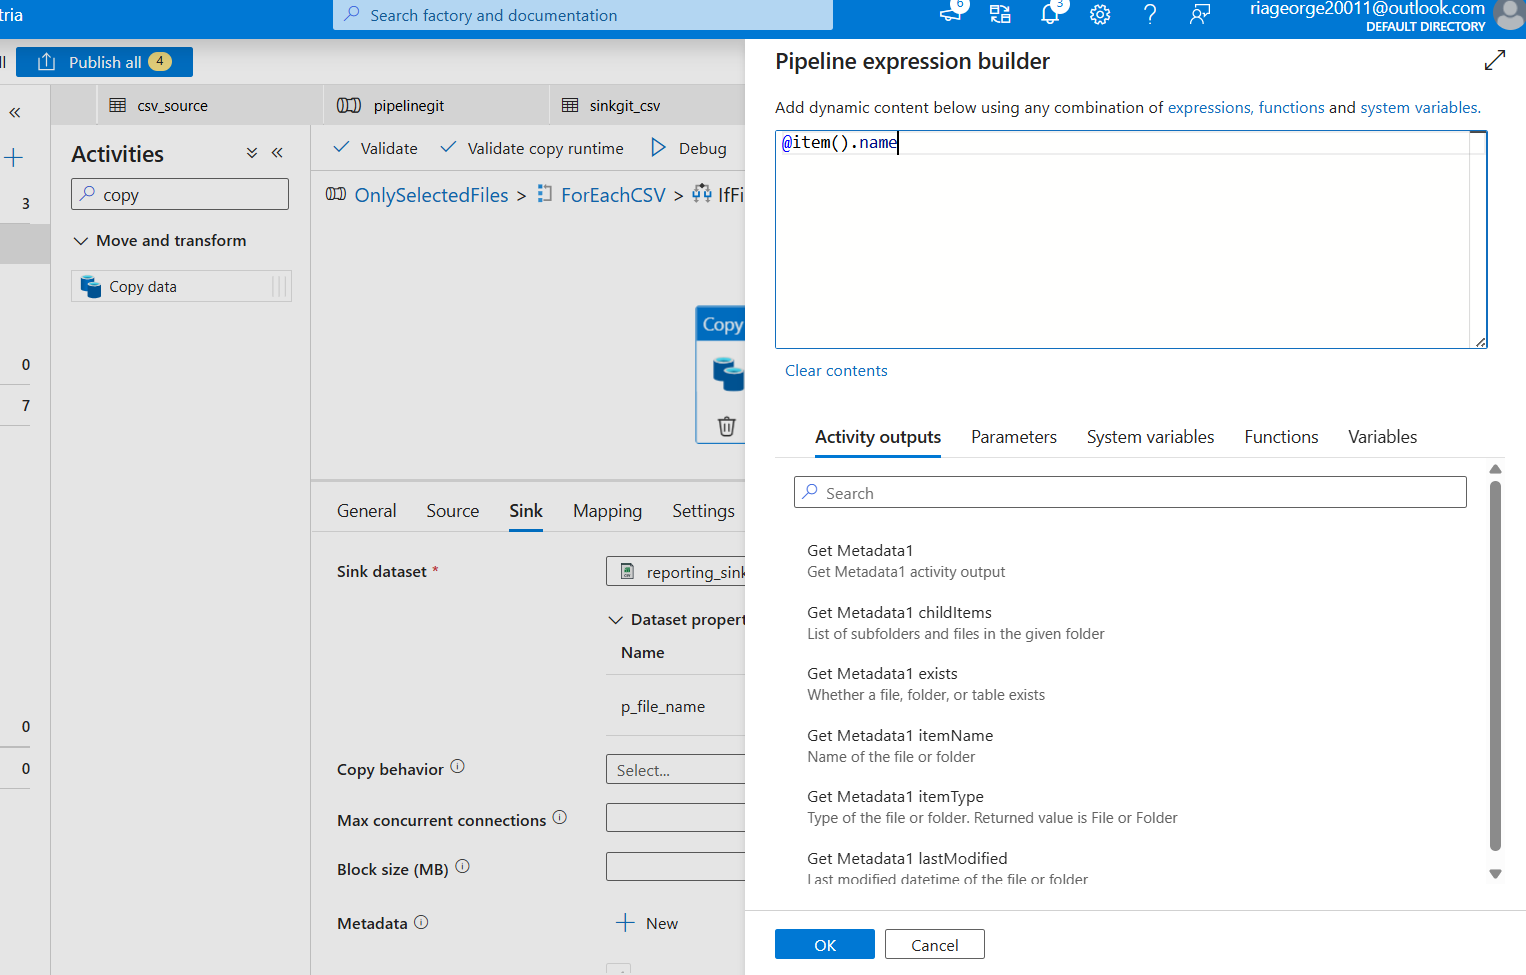 tria
Search factory and documentation
6
3
riageorge20011@outlook.com
DEFAULT DIRECTORY
ll
Publish all 4
csv_source
pipelinegit
sinkgit_csv
Activities
copy
Move and transform
Copy data
3
0
7
0
0
Validate
Validate copy runtime
Debug
OnlySelectedFiles > ForEachCSV > IfFi
Copy
General
Source
Sink
Mapping
Settings
Sink dataset *
reporting_sink
Dataset propert
Name
p_file_name
Copy behavior
Select...
Max concurrent connections
Block size (MB)
Metadata
New
Pipeline expression builder
Add dynamic content below using any combination of expressions, functions and system variables.
@item().name
Clear contents
Activity outputs
Parameters
System variables
Functions
Variables
Search
Get Metadata1
Get Metadata1 activity output
Get Metadata1 childItems
List of subfolders and files in the given folder
Get Metadata1 exists
Whether a file, folder, or table exists
Get Metadata1 itemName
Name of the file or folder
Get Metadata1 itemType
Type of the file or folder. Returned value is File or Folder
Get Metadata1 lastModified
Last modified datetime of the file or folder
OK
Cancel